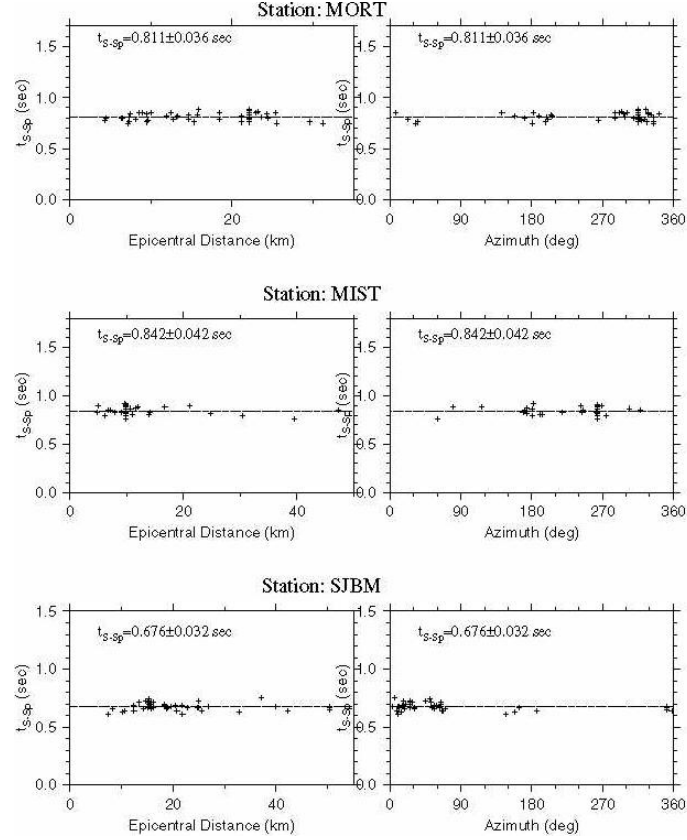 Station: MORT
t_S-Sp=0.811±0.036 sec
t_S-Sp=0.811±0.036 sec
t_S-Sp (sec)
t_S-Sp (sec)
1.5
1.0
0.5
0.0
1.5
1.0
0.5
0.0
0 20
0 90 180 270 360
Epicentral Distance (km)
Azimuth (deg)
Station: MIST
t_S-Sp=0.842±0.042 sec
t_S-Sp=0.842±0.042 sec
t_S-Sp (sec)
t_S-Sp (sec)
1.5
1.0
0.5
0.0
1.5
1.0
0.5
0.0
0 20 40
0 90 180 270 360
Epicentral Distance (km)
Azimuth (deg)
Station: SJBM
t_S-Sp=0.676±0.032 sec
t_S-Sp=0.676±0.032 sec
t_S-Sp (sec)
t_S-Sp (sec)
1.5
1.0
0.5
0.0
1.5
1.0
0.5
0.0
0 20 40
0 90 180 270 360
Epicentral Distance (km)
Azimuth (deg)